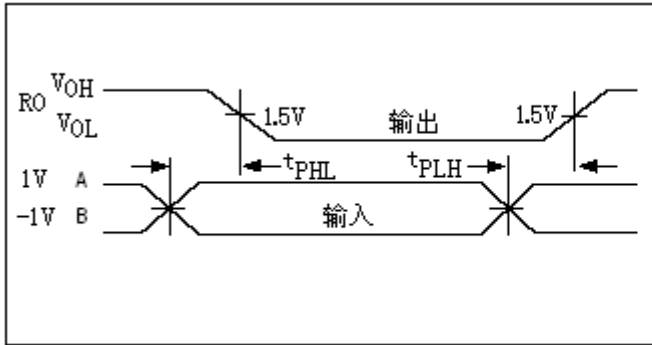 RO VOH
VOL
1.5V
输出
1.5V
tPHL
tPLH
1V A
-1V B
输入